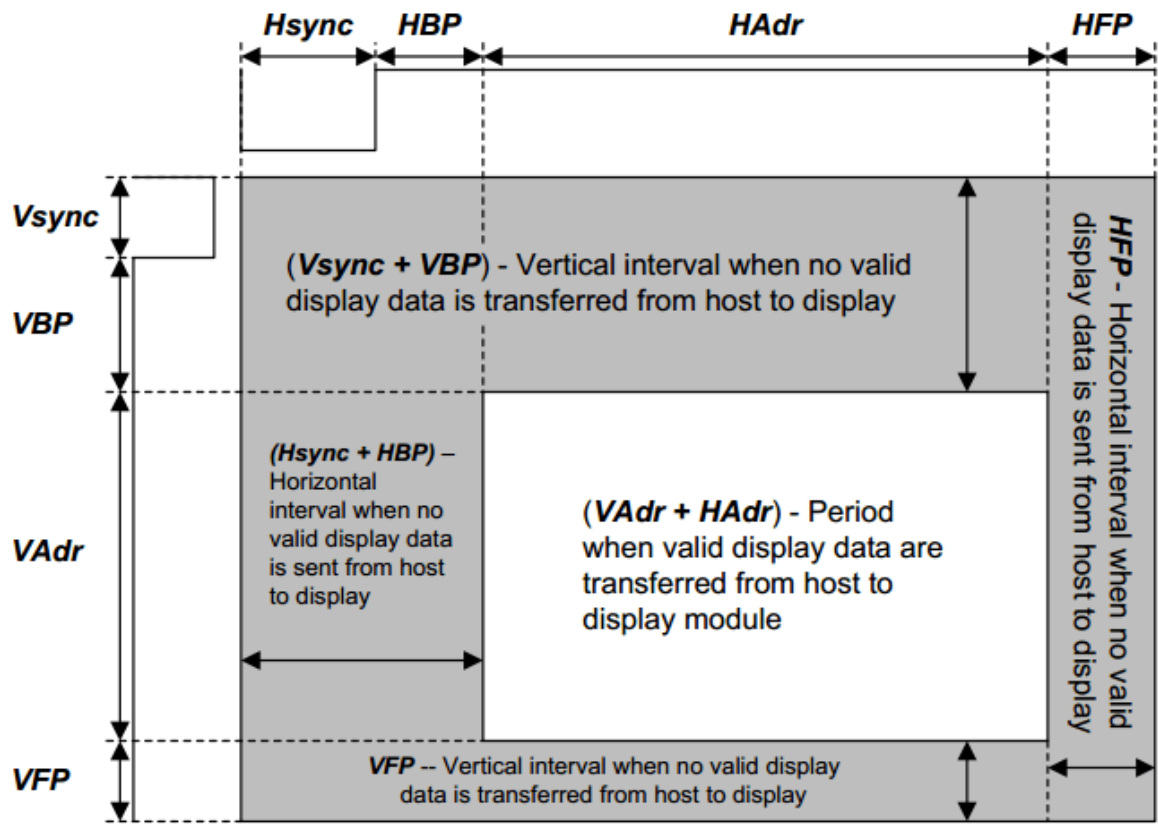 Hsync HBP HAdr HFP
Vsync
(Vsync + VBP) - Vertical interval when no valid
display data is transferred from host to display
HFP - Horizontal interval when no valid
display data is sent from host to display
VBP
(Hsync + HBP) –
Horizontal
interval when no
valid display data
is sent from host
to display
VAdr
(VAdr + HAdr) - Period
when valid display data are
transferred from host to
display module
VFP
VFP -- Vertical interval when no valid display
data is transferred from host to display